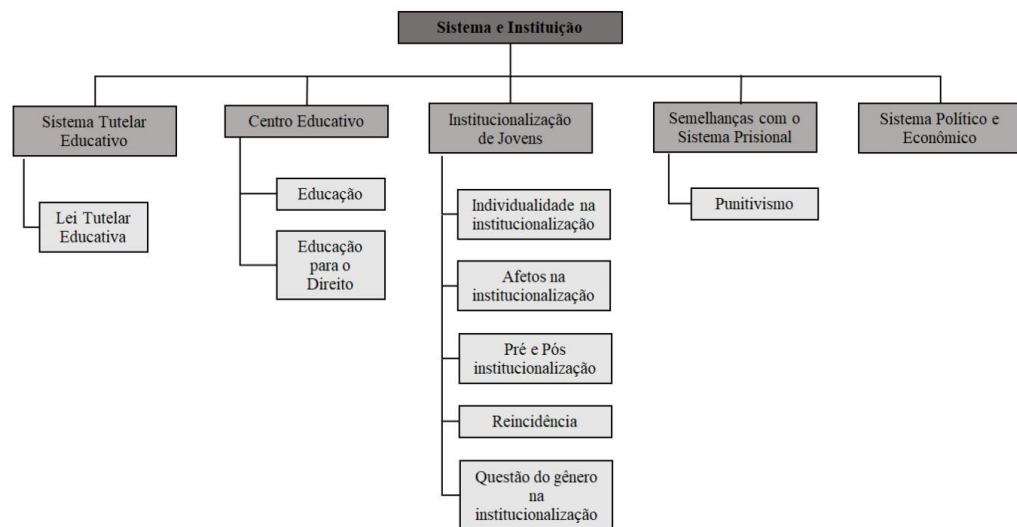 Sistema e Instituição
Sistema Tutelar
Educativo
Lei Tutelar
Educativa
Centro Educativo
Educação
Educação
para o
Direito
Institucionalização
de Jovens
Individualidade na
institucionalização
Afetos na
institucionalização
Pré e Pós
institucionalização
Reincidência
Questão do gênero
na
institucionalização
Semelhanças com o
Sistema Prisional
Punitivismo
Sistema Político e
Econômico